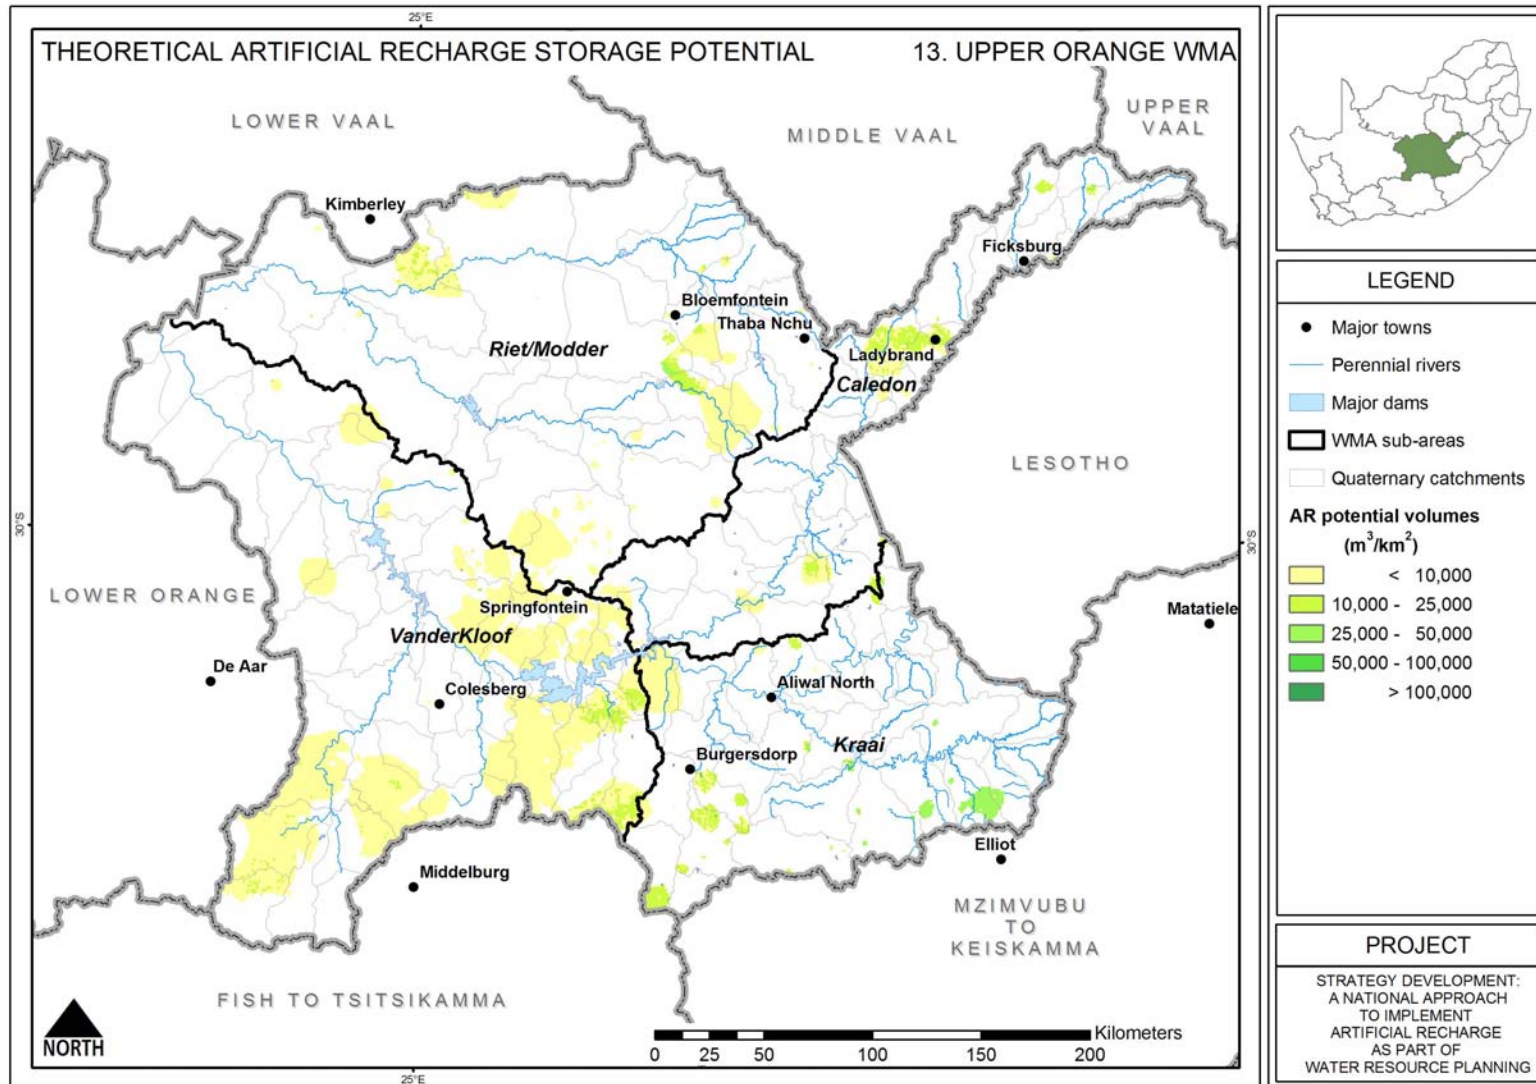 25°E
THEORETICAL ARTIFICIAL RECHARGE STORAGE POTENTIAL 13. UPPER ORANGE WMA
LOWER VAAL
MIDDLE VAAL
UPPER
VAAL
Kimberley
Ficksburg
Bloemfontein
Thaba Nchu
Ladybrand
Riet/Modder
Caledon
LESOTHO
30°S
30°S
LOWER ORANGE
Springfontein
VanderKloof
Matatiele
De Aar
Colesberg
Aliwal North
Burgersdorp
Kraai
Elliot
Middelburg
MZIMVUBU
TO
KEISKAMMA
FISH TO TSITSIKAMMA
NORTH
Kilometers
0 25 50 100 150 200
25°E
LEGEND
Major towns
Perennial rivers
Major dams
WMA sub-areas
Quaternary catchments
AR potential volumes
(m³/km²)
< 10,000
10,000 - 25,000
25,000 - 50,000
50,000 - 100,000
> 100,000
PROJECT
STRATEGY DEVELOPMENT:
A NATIONAL APPROACH
TO IMPLEMENT
ARTIFICIAL RECHARGE
AS PART OF
WATER RESOURCE PLANNING